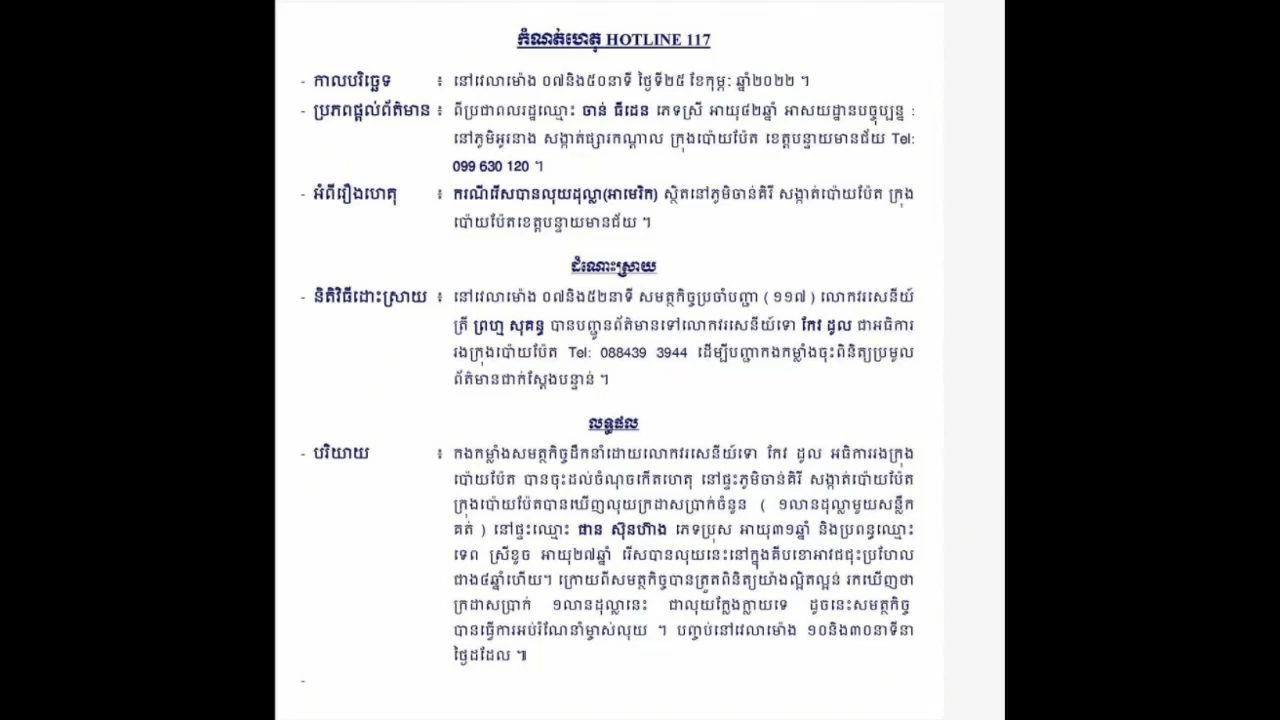 កំណត់ហេតុ HOTLINE 117
- កាលបរិច្ឆេទ ៖ នៅវេលាម៉ោង ០៧និង៥០នាទី ថ្ងៃទី២៥ ខែកុម្ភៈ ឆ្នាំ២០២២ ។
- ប្រភពផ្តល់ព័ត៌មាន ៖ ពីប្រជាពលរដ្ឋឈ្មោះ ចាន់ ធីដេន ភេទស្រី អាយុ៤២ឆ្នាំ អាសយដ្ឋានបច្ចុប្បន្ន :
នៅភូមិអូរនាង សង្កាត់ផ្សារកណ្តាល ក្រុងប៉ោយប៉ែត ខេត្តបន្ទាយមានជ័យ Tel:
099 630 120 ។
- អំពីរឿងហេតុ ៖ ករណីរើសបានលុយដុល្លា(អាមេរិក) ស្ថិតនៅភូមិចាន់គិរី សង្កាត់ប៉ោយប៉ែត ក្រុង
ប៉ោយប៉ែតខេត្តបន្ទាយមានជ័យ ។
ដំណោះស្រាយ
- និតិវិធីដោះស្រាយ ៖ នៅវេលាម៉ោង ០៧និង៥២នាទី សមត្ថកិច្ចប្រចាំបញ្ជា ( ១១៧ ) លោកវរសេនីយ៍
ត្រី ព្រហ្ម សុគន្ធ បានបញ្ជូនព័ត៌មានទៅលោកវរសេនីយ៍ទោ កែវ ដូល ជាអធិការ
រងក្រុងប៉ោយប៉ែត Tel: 088439 3944 ដើម្បីបញ្ជាកងកម្លាំងចុះពិនិត្យប្រមូល
ព័ត៌មានជាក់ស្តែងបន្ទាន់ ។
លទ្ធផល
- បរិយាយ ៖ កងកម្លាំងសមត្ថកិច្ចដឹកនាំដោយលោកវរសេនីយ៍ទោ កែវ ដូល អធិការរងក្រុង
ប៉ោយប៉ែត បានចុះដល់ចំណុចកើតហេតុ នៅផ្ទះភូមិចាន់គិរី សង្កាត់ប៉ោយប៉ែត
ក្រុងប៉ោយប៉ែតបានឃើញលុយក្រដាសប្រាក់ចំនួន ( ១លានដុល្លាមួយសន្លឹក
គត់ ) នៅផ្ទះឈ្មោះ ផាន ស៊ុនហ៊ាង ភេទប្រុស អាយុ៣១ឆ្នាំ និងប្រពន្ធឈ្មោះ
ទេព ស្រីខួច អាយុ២៧ឆ្នាំ រើសបានលុយនេះនៅក្នុងគីបខោអាវជជុះប្រហែល
ជាង៤ឆ្នាំហើយ។ ក្រោយពីសមត្ថកិច្ចបានត្រួតពិនិត្យយ៉ាងល្អិតល្អន់ រកឃើញថា
ក្រដាសប្រាក់ ១លានដុល្លានេះ ជាលុយក្លែងក្លាយទេ ដូចនេះសមត្ថកិច្ច
បានធ្វើការអប់រំណែនាំម្ចាស់លុយ ។ បញ្ចប់នៅវេលាម៉ោង ១០និង៣០នាទីនា
ថ្ងៃដដែល ៕
-